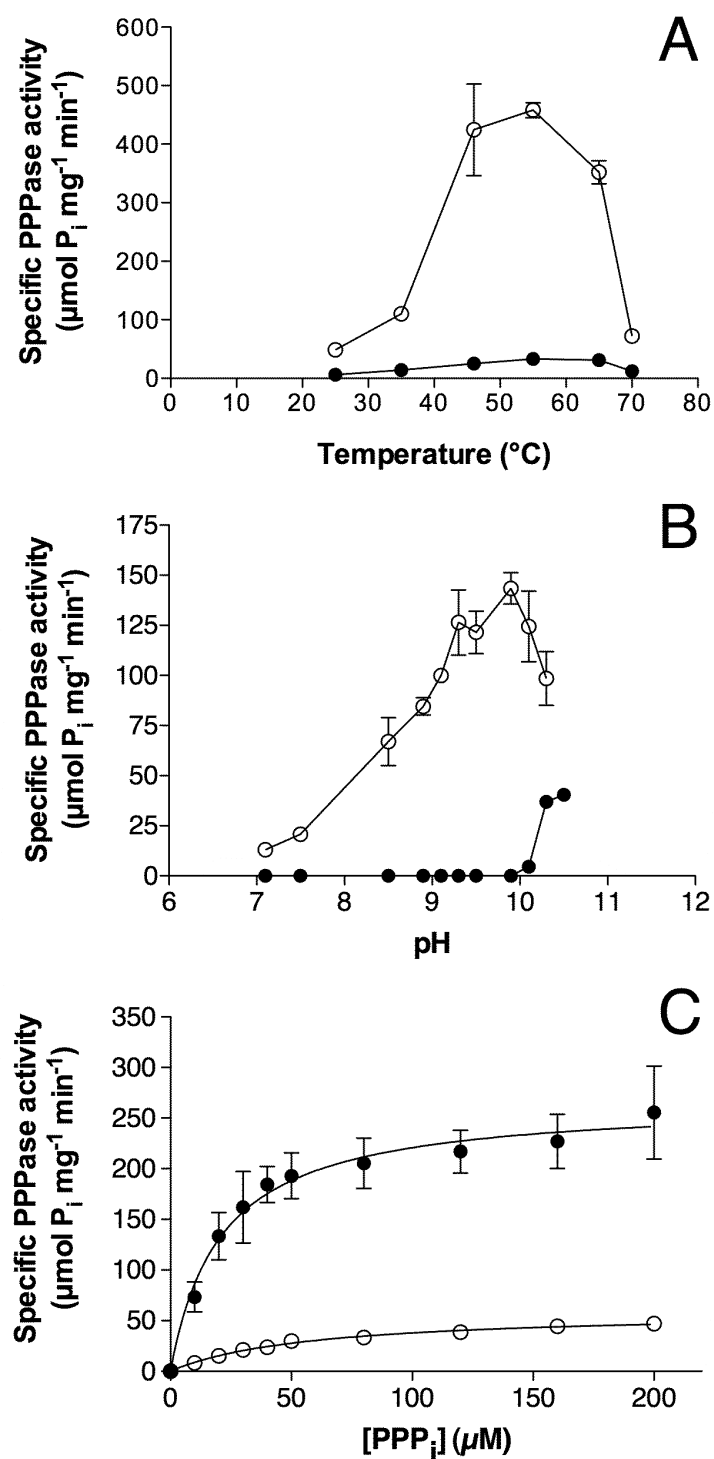 A
Specific PPPase activity
(µmol Pi mg-1 min-1)
600
500
400
300
200
100
0
0 10 20 30 40 50 60 70 80
Temperature (°C)
B
Specific PPPase activity
(µmol Pi mg-1 min-1)
175
150
125
100
75
50
25
0
6 7 8 9 10 11 12
pH
C
Specific PPPase activity
(µmol Pi mg-1 min-1)
350
300
250
200
150
100
50
0
0 50 100 150 200
[PPPi] (µM)